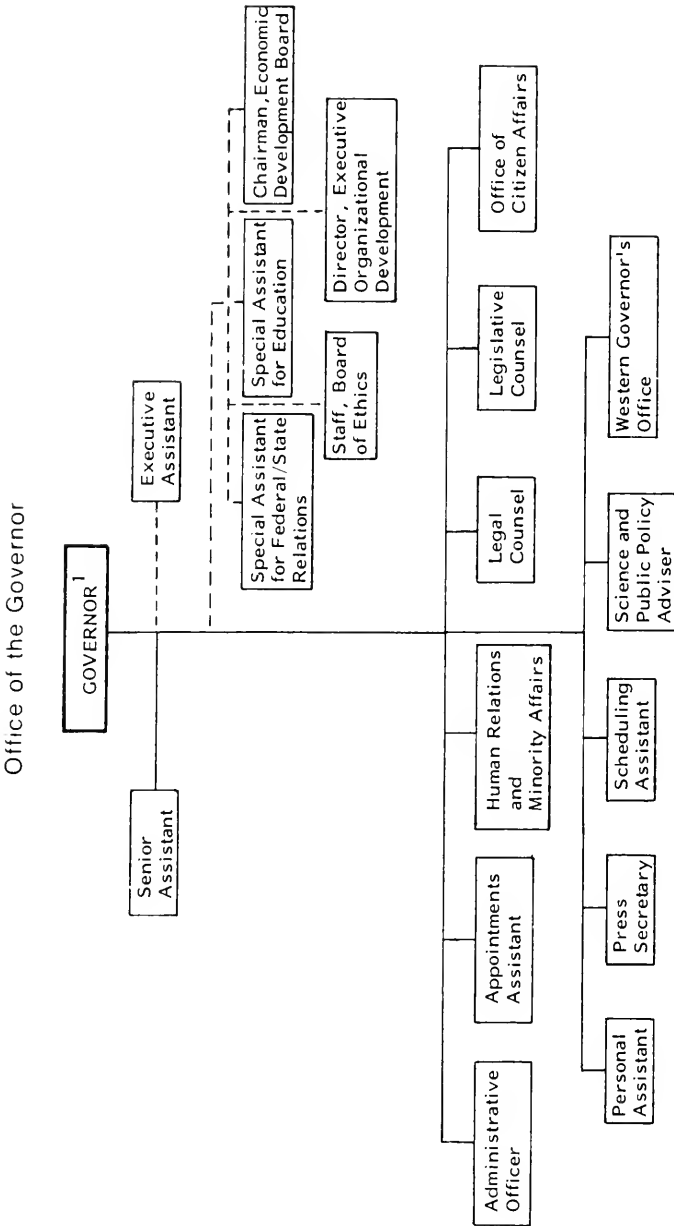 Office of the Governor
GOVERNOR1
Senior
Assistant
Executive
Assistant
Special Assistant
for Federal/State
Relations
Special Assistant
for Education
Chairman, Economic
Development Board
Staff, Board
of Ethics
Director, Executive
Organizational
Development
Administrative
Officer
Appointments
Assistant
Human Relations
and
Minority Affairs
Legal
Counsel
Legislative
Counsel
Office of
Citizen Affairs
Personal
Assistant
Press
Secretary
Scheduling
Assistant
Science and
Public Policy
Adviser
Western Governor's
Office